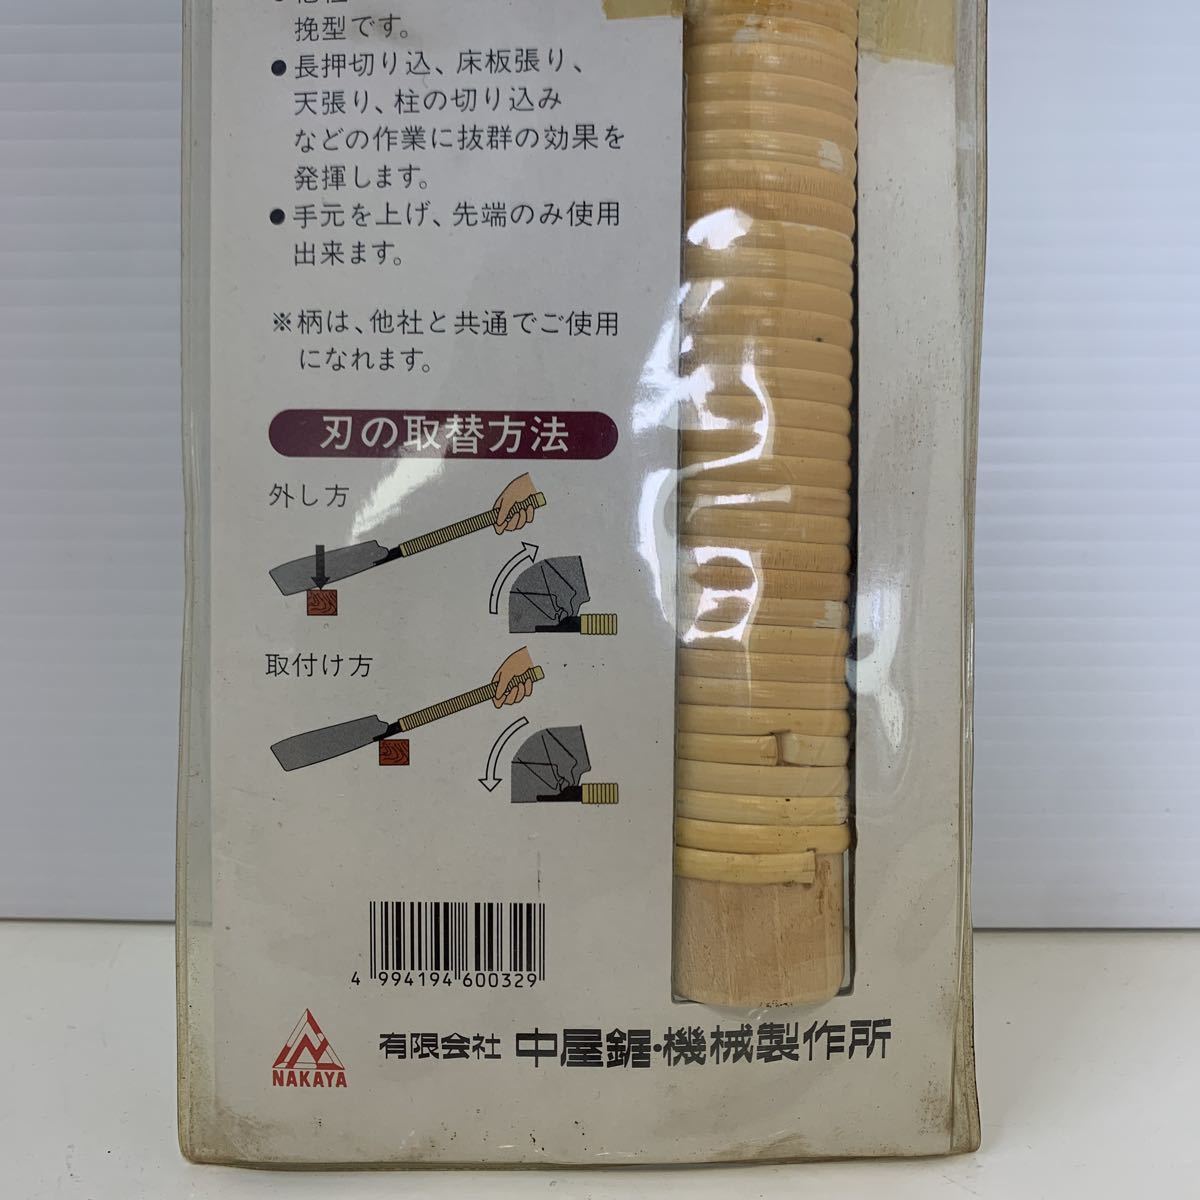 挽型です。
●長押切り込、床板張り、
天張り、柱の切り込み
などの作業に抜群の効果を
発揮します。
●手元を上げ、先端のみ使用
出来ます。
※柄は、他社と共通でご使用
になれます。
刃の取替方法
外し方
取付け方
4 994194 600329
NAKAYA
有限会社 中屋鋸・機械製作所